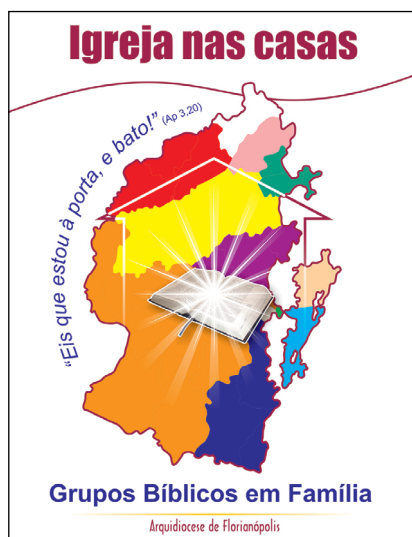 Igreja nas casas
“Eis que estou à porta, e bato!” (Ap 3,20)
Grupos Bíblicos em Família
Arquidiocese de Florianópolis